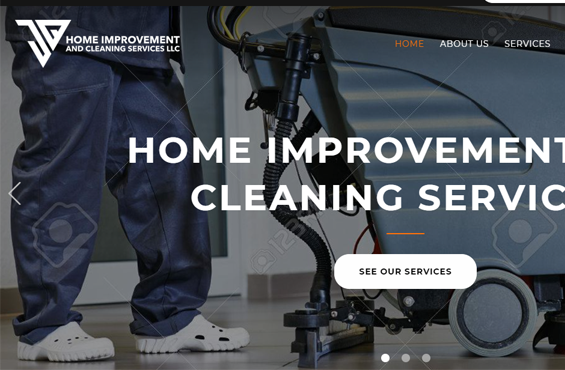 HOME IMPROVEMENT
AND CLEANING SERVICES LLC
HOME ABOUT US SERVICES
HOME IMPROVEMENT
CLEANING SERVIC
SEE OUR SERVICES